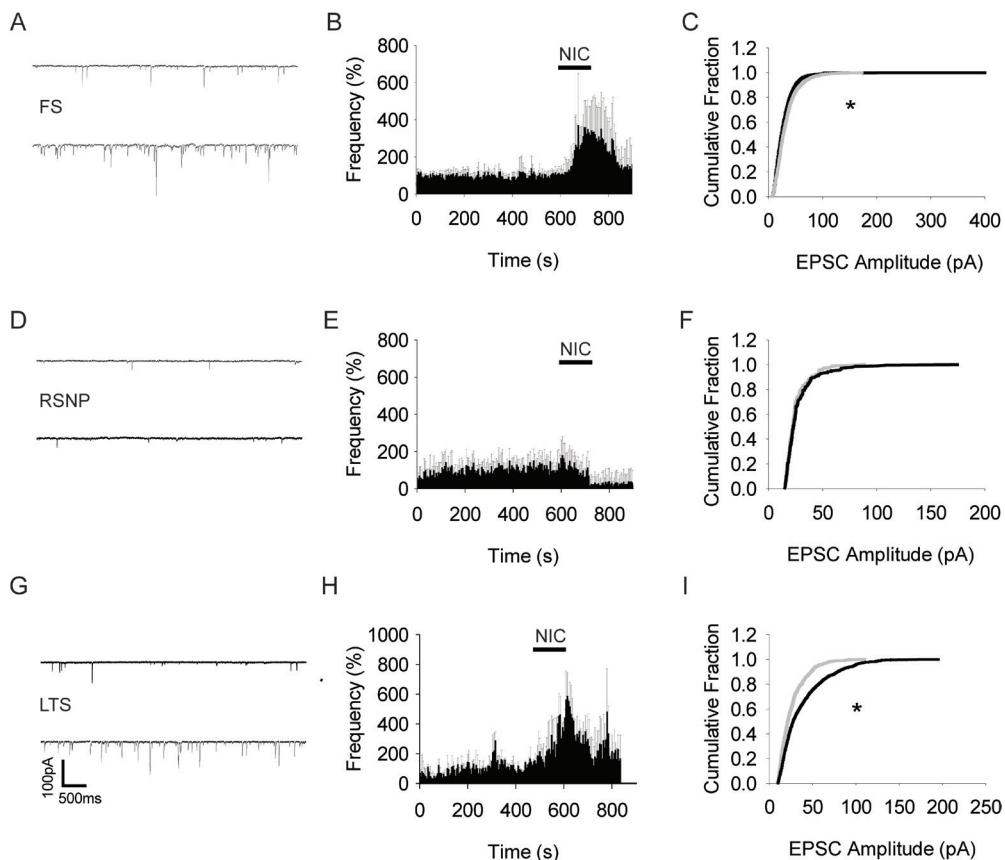 A
FS
B
NIC
Frequency (%)
800
600
400
200
0
0 200 400 600 800
Time (s)
C
Cumulative Fraction
1.2
1.0
0.8
0.6
0.4
0.2
0.0
*
0 100 200 300 400
EPSC Amplitude (pA)
D
RSNP
E
NIC
Frequency (%)
800
600
400
200
0
0 200 400 600 800
Time (s)
F
Cumulative Fraction
1.2
1.0
0.8
0.6
0.4
0.2
0.0
0 50 100 150 200
EPSC Amplitude (pA)
G
LTS
100pA
500ms
H
NIC
Frequency (%)
1000
800
600
400
200
0
0 200 400 600 800
Time (s)
I
Cumulative Fraction
1.2
1.0
0.8
0.6
0.4
0.2
0.0
*
0 50 100 150 200 250
EPSC Amplitude (pA)